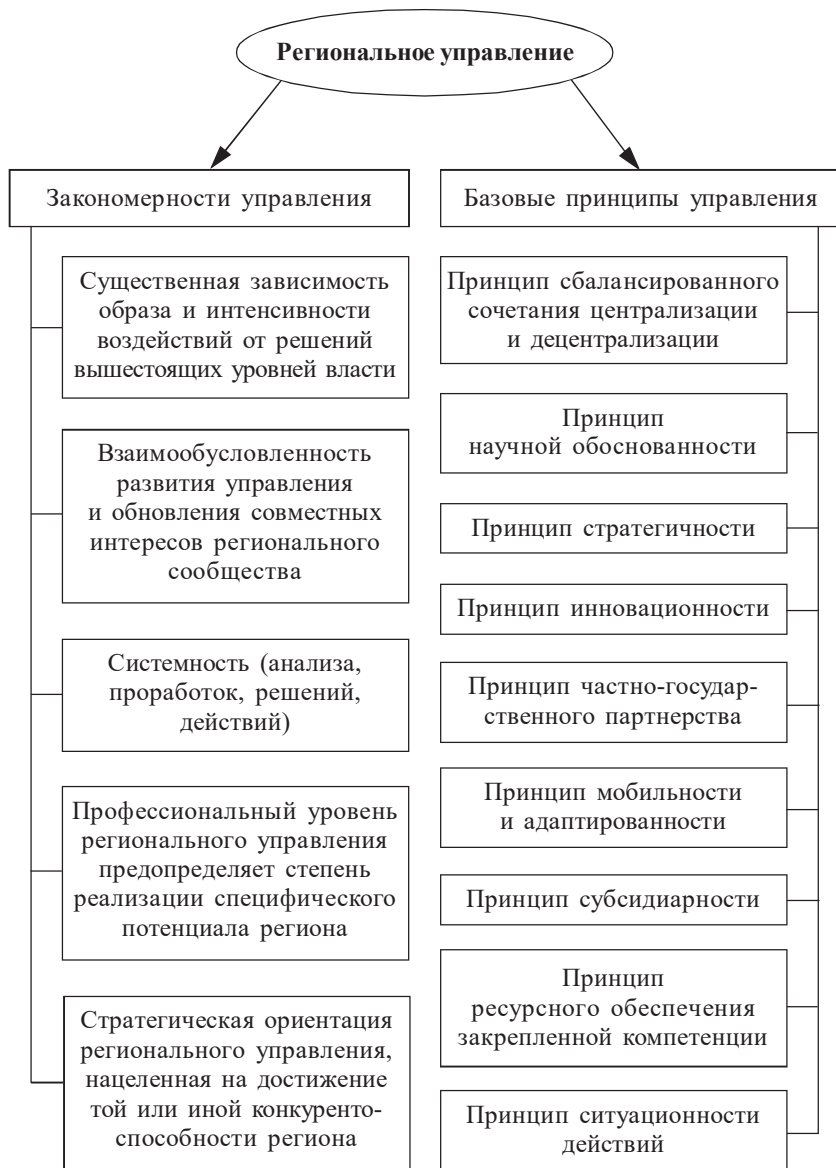 Региональное управление
Закономерности управления
Существенная зависимость
образа и интенсивности
воздействий от решений
вышестоящих уровней власти
Взаимообусловленность
развития управления
и обновления совместных
интересов регионального
сообщества
Системность (анализа,
проработок, решений,
действий)
Профессиональный уровень
регионального управления
предопределяет степень
реализации специфического
потенциала региона
Стратегическая ориентация
регионального управления,
нацеленная на достижение
той или иной конкуренто-
способности региона
Базовые принципы управления
Принцип сбалансированного
сочетания централизации
и децентрализации
Принцип
научной обоснованности
Принцип стратегичности
Принцип инновационности
Принцип частно-государ-
ственного партнерства
Принцип мобильности
и адаптированности
Принцип субсидиарности
Принцип
ресурсного обеспечения
закрепленной компетенции
Принцип ситуационности
действий